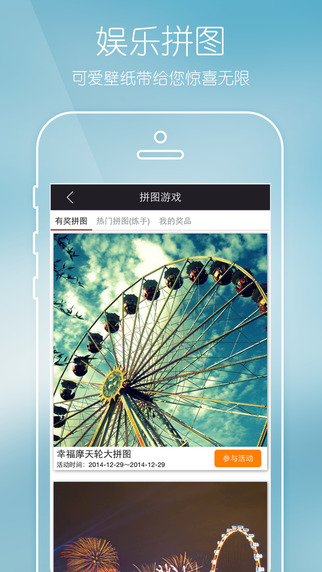 娱乐拼图
可爱壁纸带给您惊喜无限
拼图游戏
有奖拼图 热门拼图(练手) 我的奖品
幸福摩天轮大拼图
活动时间：2014-12-29～2014-12-29
参与活动